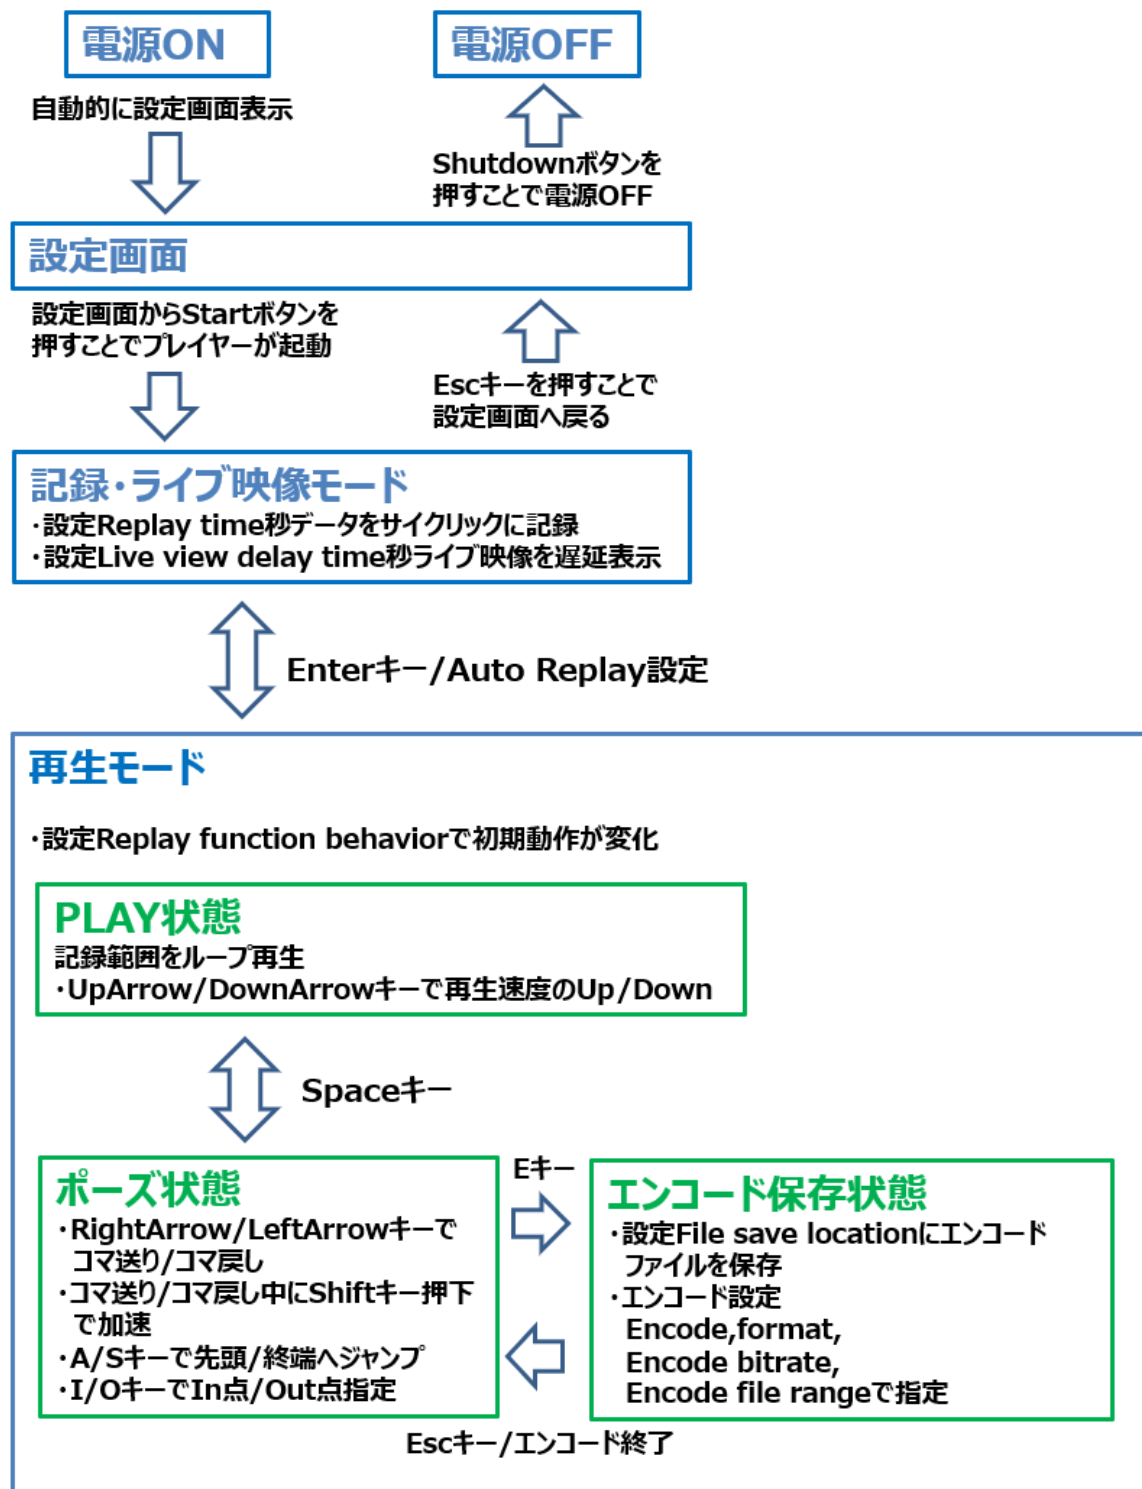 電源ON
電源OFF
自動的に設定画面表示
Shutdownボタンを
押すことで電源OFF
設定画面
設定画面からStartボタンを
押すことでプレイヤーが起動
Escキーを押すことで
設定画面へ戻る
記録・ライブ映像モード
・設定Replay time秒データをサイクリックに記録
・設定Live view delay time秒ライブ映像を遅延表示
Enterキー/Auto Replay設定
再生モード
・設定Replay function behaviorで初期動作が変化
PLAY状態
記録範囲をループ再生
・UpArrow/DownArrowキーで再生速度のUp/Down
Spaceキー
ポーズ状態
・RightArrow/LeftArrowキーで
コマ送り/コマ戻し
・コマ送り/コマ戻し中にShiftキー押下
で加速
・A/Sキーで先頭/終端へジャンプ
・I/OキーでIn点/Out点指定
Eキー
エンコード保存状態
・設定File save locationにエンコード
ファイルを保存
・エンコード設定
Encode,format,
Encode bitrate,
Encode file rangeで指定
Escキー/エンコード終了